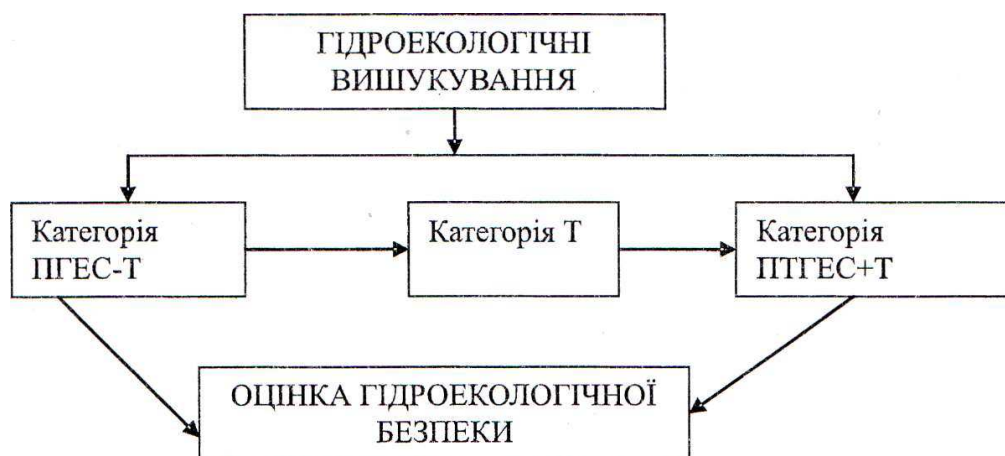 ГІДРОЕКОЛОГІЧНІ
ВИШУКУВАННЯ
Категорія
ПГЕС-Т
Категорія Т
Категорія
ПТГЕС+Т
ОЦІНКА ГІДРОЕКОЛОГІЧНОЇ
БЕЗПЕКИ